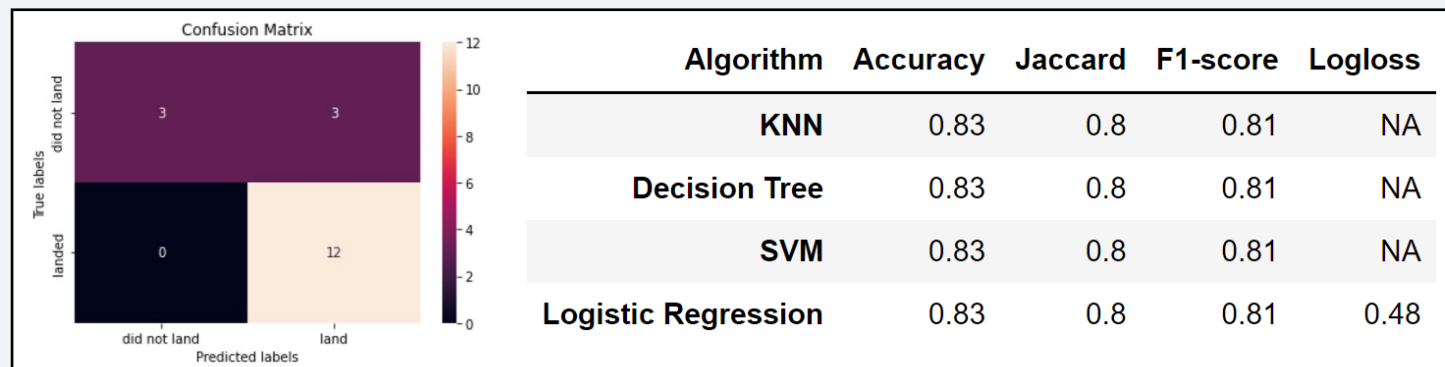 Confusion Matrix
True labels
did not land
landed
3 3
0 12
did not land land
Predicted labels
12
10
8
6
4
2
0
Algorithm Accuracy Jaccard F1-score Logloss
KNN 0.83 0.8 0.81 NA
Decision Tree 0.83 0.8 0.81 NA
SVM 0.83 0.8 0.81 NA
Logistic Regression 0.83 0.8 0.81 0.48